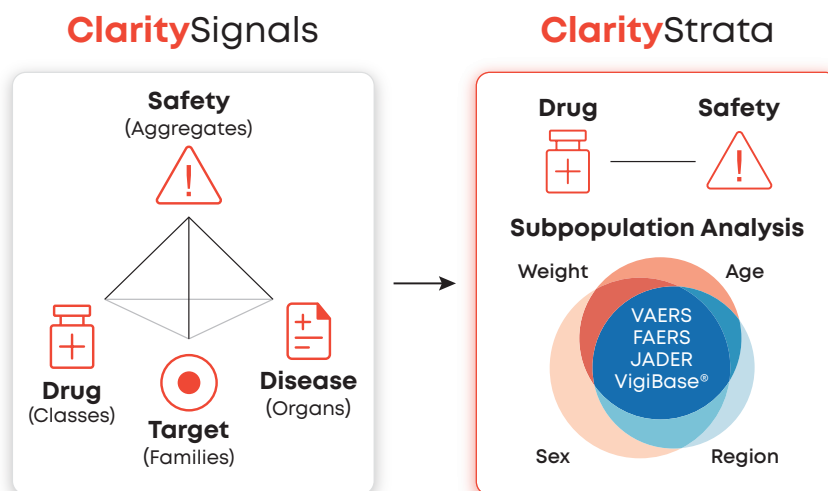 ClaritySignals
Safety
(Aggregates)
Drug
(Classes)
Target
(Families)
Disease
(Organs)
ClarityStrata
Drug
Safety
Subpopulation Analysis
Weight
Age
VAERS
FAERS
JADER
VigiBase®
Sex
Region